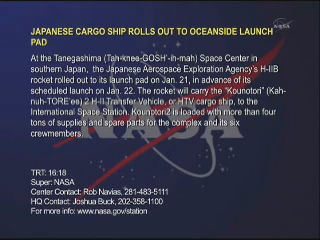 NASA
JAPANESE CARGO SHIP ROLLS OUT TO OCEANSIDE LAUNCH
PAD
At the Tanegashima (Tah-knee-GOSH'-ih-mah) Space Center in
southern Japan, the Japanese Aerospace Exploration Agency's H-IIB
rocket rolled out to its launch pad on Jan. 21, in advance of its
scheduled launch on Jan. 22. The rocket will carry the "Kounotori" (Kah-
nuh-TORE'ee) 2 H-II Transfer Vehicle, or HTV cargo ship, to the
International Space Station. Kounotori2 is loaded with more than four
tons of supplies and spare parts for the complex and its six
crewmembers.
TRT: 16:18
Super: NASA
Center Contact: Rob Navias, 281-483-5111
HQ Contact: Joshua Buck, 202-358-1100
For more info: www.nasa.gov/station